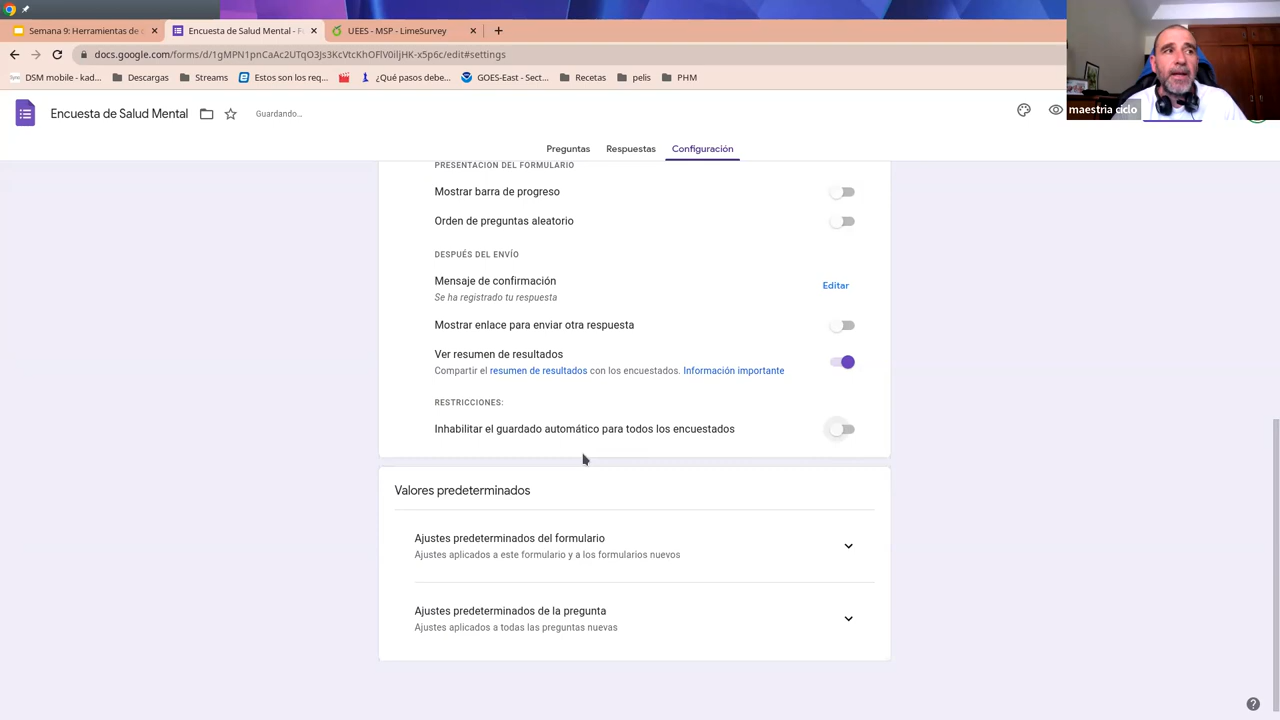 Semana 9: Herramientas de
Encuesta de Salud Mental - F
UEES - MSP - LimeSurvey
docs.google.com/forms/d/1gMPN1pnCaAc2UTqO3Js3KcVtcKhOFlV0iljHK-x5p6c/edit#settings
DSM mobile - kad...
Descargas
Streams
Estos son los req...
¿Qué pasos debe...
GOES-East - Sect...
Recetas
pelis
PHM
maestria ciclo
Encuesta de Salud Mental
Guardando...
Preguntas
Respuestas
Configuración
PRESENTACIÓN DEL FORMULARIO
Mostrar barra de progreso
Orden de preguntas aleatorio
DESPUÉS DEL ENVÍO
Mensaje de confirmación
Editar
Se ha registrado tu respuesta
Mostrar enlace para enviar otra respuesta
Ver resumen de resultados
Compartir el resumen de resultados con los encuestados. Información importante
RESTRICCIONES:
Inhabilitar el guardado automático para todos los encuestados
Valores predeterminados
Ajustes predeterminados del formulario
Ajustes aplicados a este formulario y a los formularios nuevos
Ajustes predeterminados de la pregunta
Ajustes aplicados a todas las preguntas nuevas